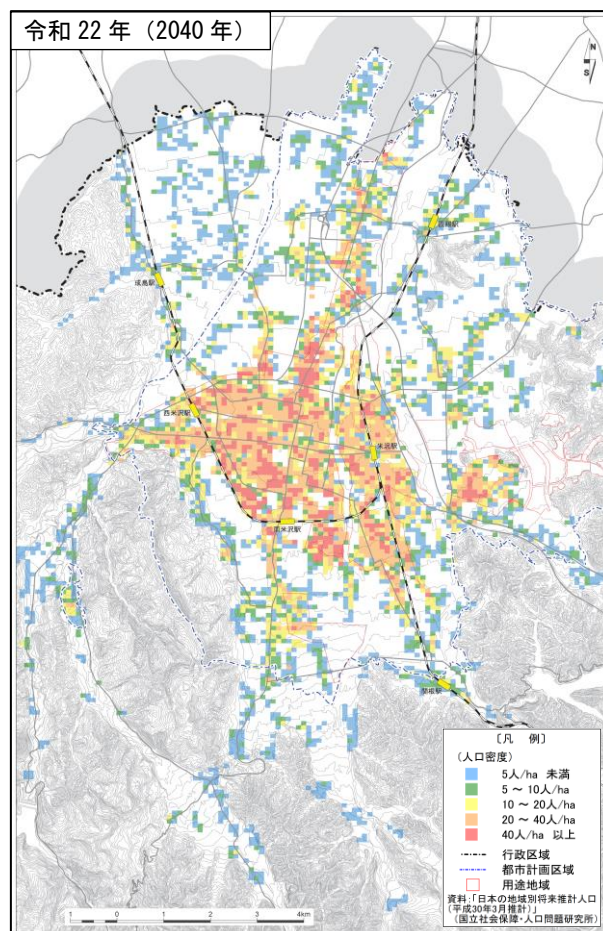 令和 22 年（2040 年）
N
S
置賜駅
成島駅
西米沢駅
米沢駅
南米沢駅
関根駅
〔凡　例〕
（人口密度）
5人/ha 未満
5 ～ 10人/ha
10 ～ 20人/ha
20 ～ 40人/ha
40人/ha 以上
行政区域
都市計画区域
用途地域
資料：「日本の地域別将来推計人口
（平成30年3月推計）」
（国立社会保障・人口問題研究所）
1 0 1 2 3 4km